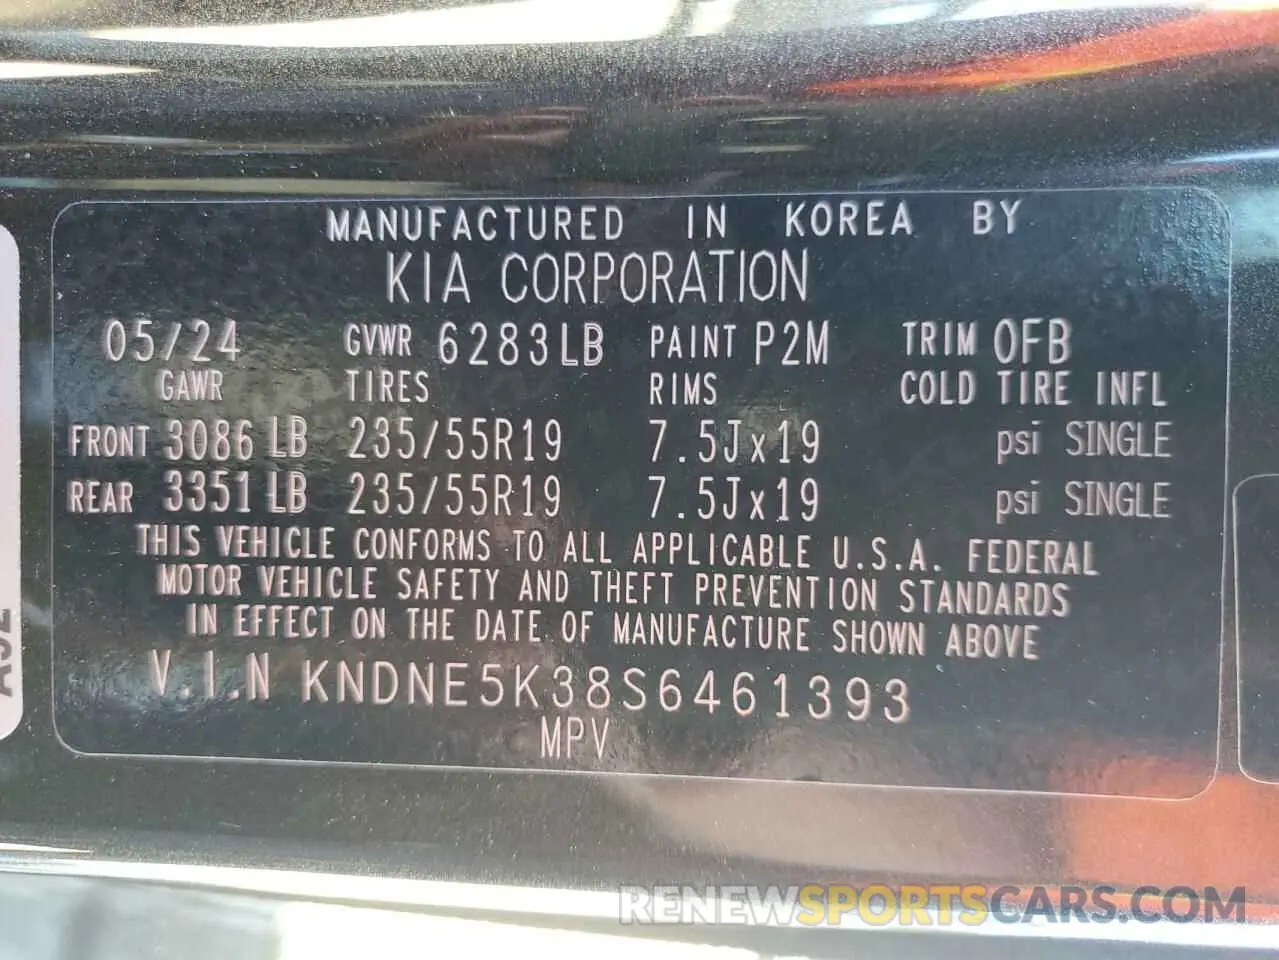 MANUFACTURED IN KOREA BY
KIA CORPORATION
05/24 GVWR 6283LB PAINT P2M TRIM OFB
GAWR TIRES RIMS COLD TIRE INFL
FRONT 3086 LB 235/55R19 7.5Jx19 psi SINGLE
REAR 3351 LB 235/55R19 7.5Jx19 psi SINGLE
THIS VEHICLE CONFORMS TO ALL APPLICABLE U.S.A. FEDERAL
MOTOR VEHICLE SAFETY AND THEFT PREVENTION STANDARDS
IN EFFECT ON THE DATE OF MANUFACTURE SHOWN ABOVE
V.I.N KNDNE5K38S6461393
MPV
RENEWSPORTSCARS.COM